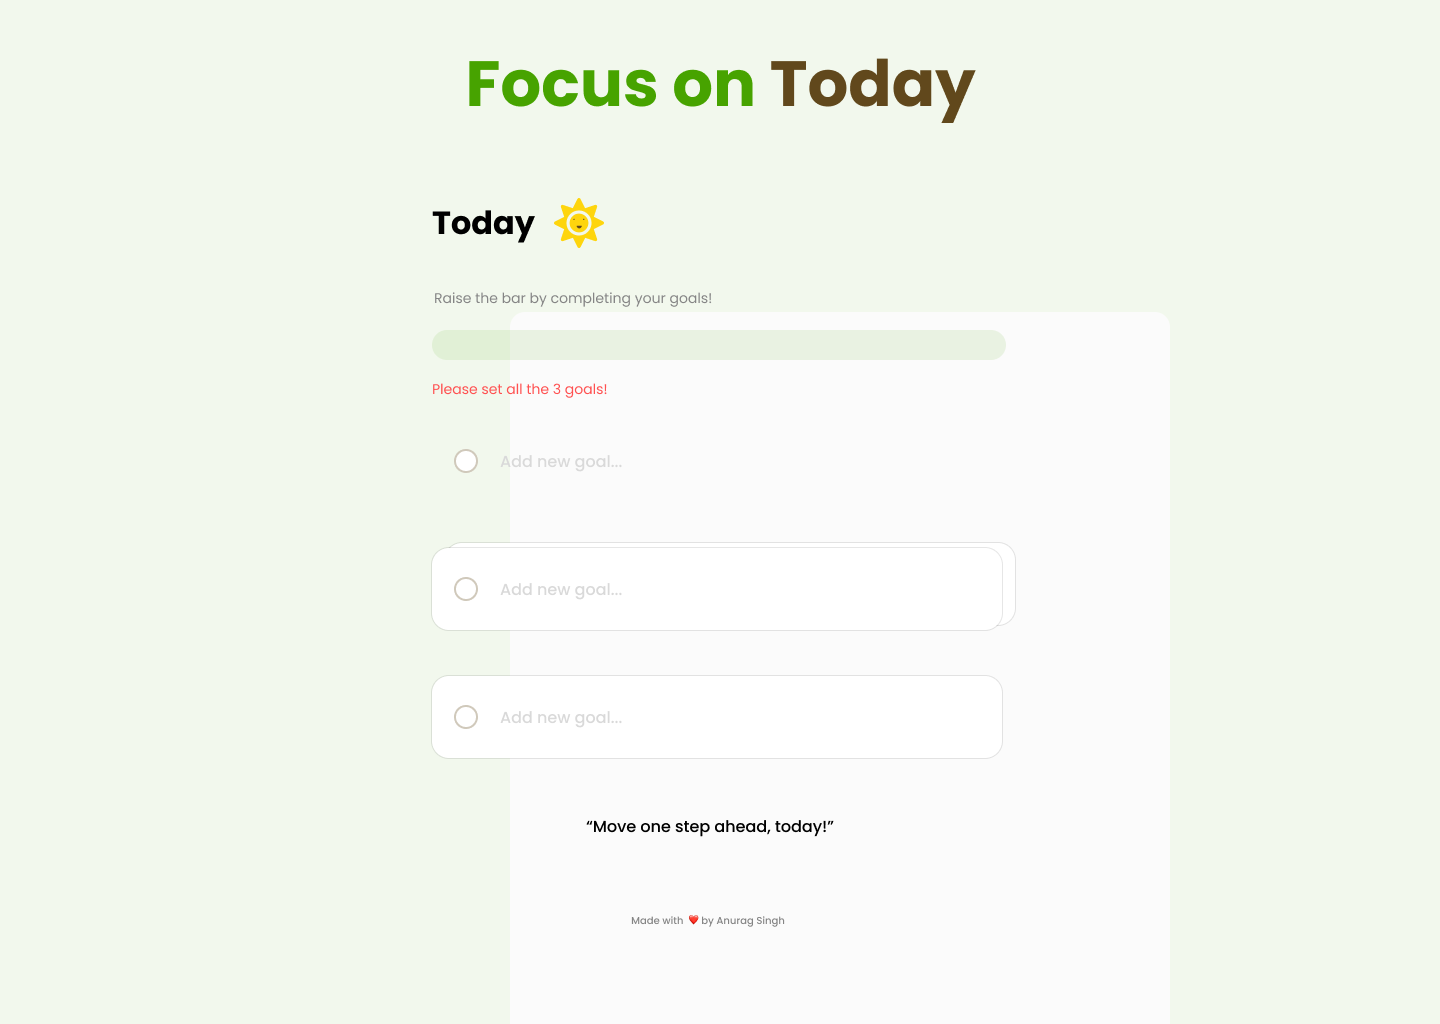 Focus on Today
Today
Raise the bar by completing your goals!
Please set all the 3 goals!
Add new goal...
Add new goal...
Add new goal...
“Move one step ahead, today!”
Made with ❤️ by Anurag Singh